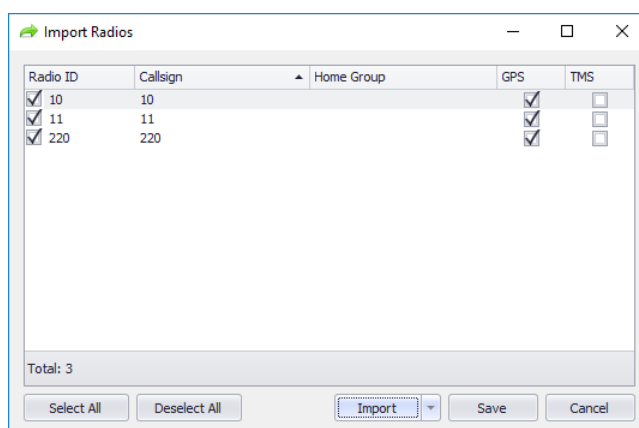 Import Radios
Radio ID Callsign Home Group GPS TMS
10 10
11 11
220 220
Total: 3
Select All Deselect All Import Save Cancel